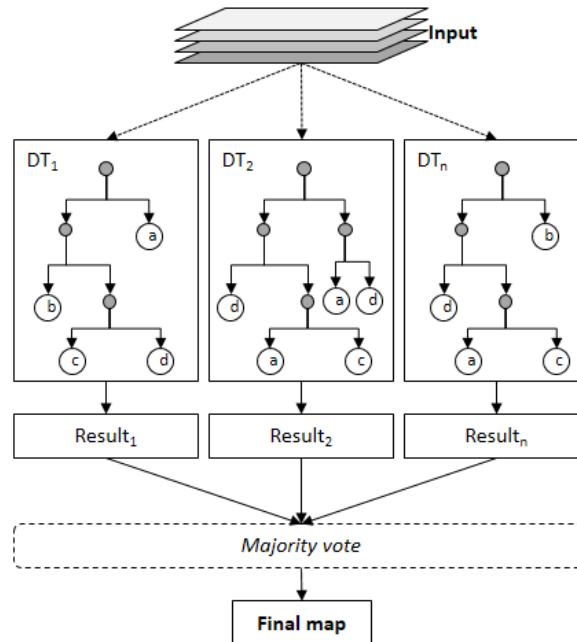 Input
DT₁
DT₂
DTₙ
a
b
b
d
a
d
d
c
d
a
c
a
c
Result₁
Result₂
Resultₙ
Majority vote
Final map